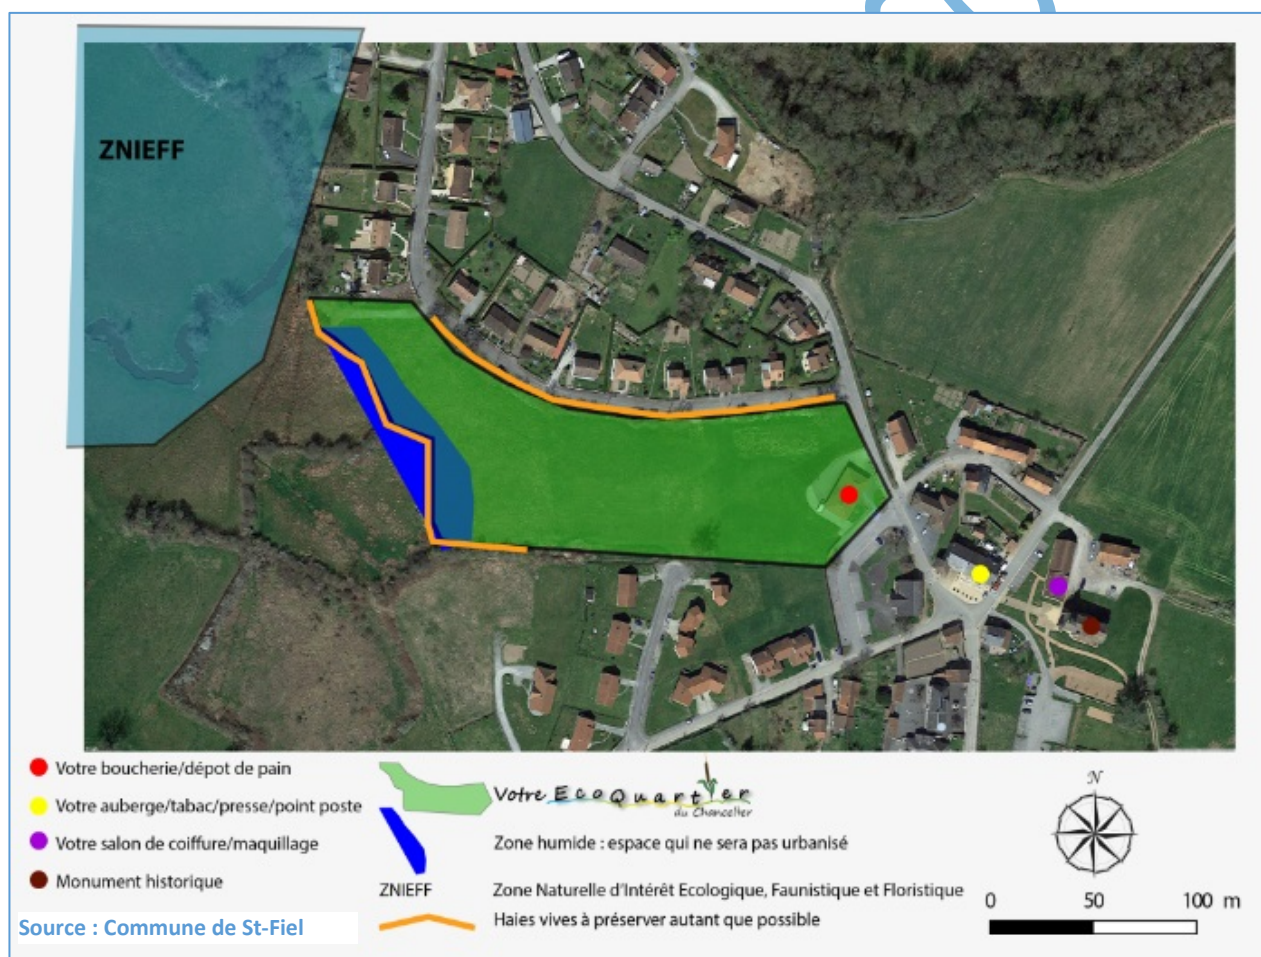 ZNIEFF
Votre boucherie/dépot de pain
Votre auberge/tabac/presse/point poste
Votre salon de coiffure/maquillage
Monument historique
Source : Commune de St-Fiel
Votre EcoQuartier
du Chancelier
Zone humide : espace qui ne sera pas urbanisé
ZNIEFF Zone Naturelle d'Intérêt Ecologique, Faunistique et Floristique
Haies vives à préserver autant que possible
N
0 50 100 m